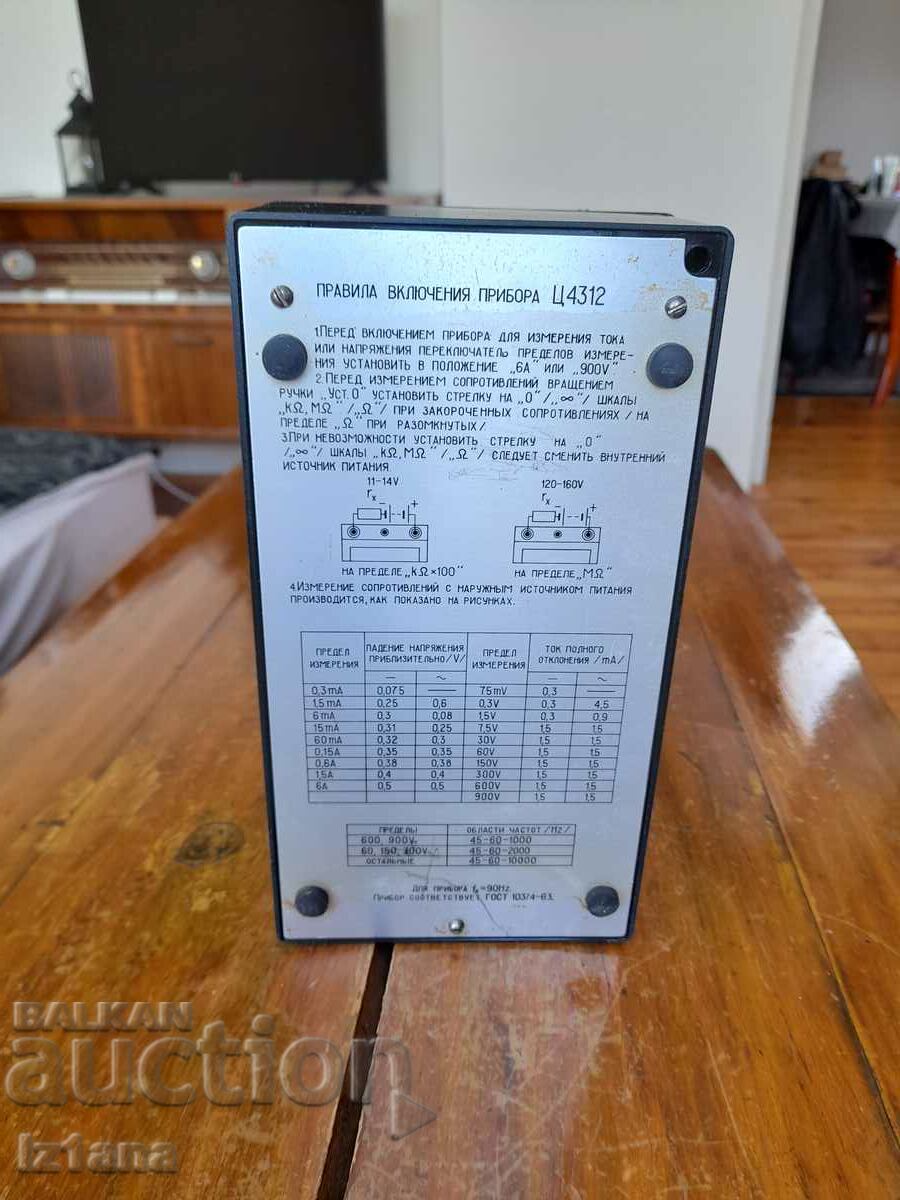 ПРАВИЛА ВКЛЮЧЕНИЯ ПРИБОРА Ц4312
1.ПЕРЕД ВКЛЮЧЕНИЕМ ПРИБОРА ДЛЯ ИЗМЕРЕНИЯ ТОКА
ИЛИ НАПРЯЖЕНИЯ ПЕРЕКЛЮЧАТЕЛЬ ПРЕДЕЛОВ ИЗМЕРЕ-
НИЯ УСТАНОВИТЬ В ПОЛОЖЕНИЕ „6А" ИЛИ „900V"
2.ПЕРЕД ИЗМЕРЕНИЕМ СОПРОТИВЛЕНИЙ ВРАЩЕНИЕМ
РУЧКИ „УСТ.0" УСТАНОВИТЬ СТРЕЛКУ НА „0"/„∞"/ ШКАЛЫ
„кΩ, МΩ"/„Ω"/ ПРИ ЗАКОРОЧЕННЫХ СОПРОТИВЛЕНИЯХ /НА
ПРЕДЕЛЕ „Ω" ПРИ РАЗОМКНУТЫХ/
3.ПРИ НЕВОЗМОЖНОСТИ УСТАНОВИТЬ СТРЕЛКУ НА „0"
/„∞"/ ШКАЛЫ „кΩ, МΩ"/„Ω"/ СЛЕДУЕТ СМЕНИТЬ ВНУТРЕННИЙ
ИСТОЧНИК ПИТАНИЯ
11-14V 120-160V
rx − + rx − +
НА ПРЕДЕЛЕ „кΩ×100" НА ПРЕДЕЛЕ „МΩ"
4.ИЗМЕРЕНИЕ СОПРОТИВЛЕНИЙ С НАРУЖНЫМ ИСТОЧНИКОМ ПИТАНИЯ
ПРОИЗВОДИТСЯ, КАК ПОКАЗАНО НА РИСУНКАХ.
ПРЕДЕЛ ПАДЕНИЕ НАПРЯЖЕНИЯ ПРЕДЕЛ ТОК ПОЛНОГО
ИЗМЕРЕНИЯ ПРИБЛИЗИТЕЛЬНО /V/ ИЗМЕРЕНИЯ ОТКЛОНЕНИЯ /mA/
— ~ — ~
0,3mA 0,075 — 75mV 0,3 —
1,5mA 0,25 0,6 0,3V 0,3 4,5
6mA 0,3 0,08 1,5V 0,3 0,9
15mA 0,31 0,25 7,5V 1,5 1,5
60mA 0,32 0,3 30V 1,5 1,5
0,15A 0,35 0,35 60V 1,5 1,5
0,6A 0,38 0,38 150V 1,5 1,5
1,5A 0,4 0,4 300V 1,5 1,5
6A 0,5 0,5 600V 1,5 1,5
900V 1,5 1,5
ПРЕДЕЛЫ ОБЛАСТИ ЧАСТОТ /Hz/
600, 900V 45-60-1000
60, 150, 45-60-2000
ОСТАЛЬНЫЕ 45-60-10000
ДЛЯ ПРИБОРА =90Hz
ПРИБОР СООТВЕТСТВУЕТ ГОСТ 10374-63.
BALKAN
auction
iz1ana